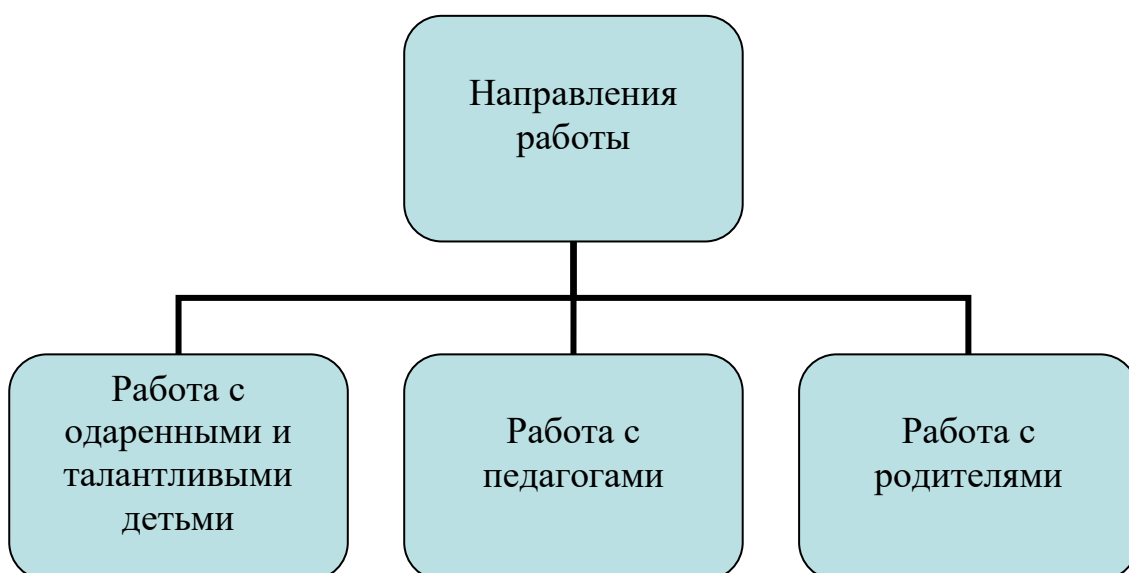 Направления
работы
Работа с
одаренными и
талантливыми
детьми
Работа с
педагогами
Работа с
родителями